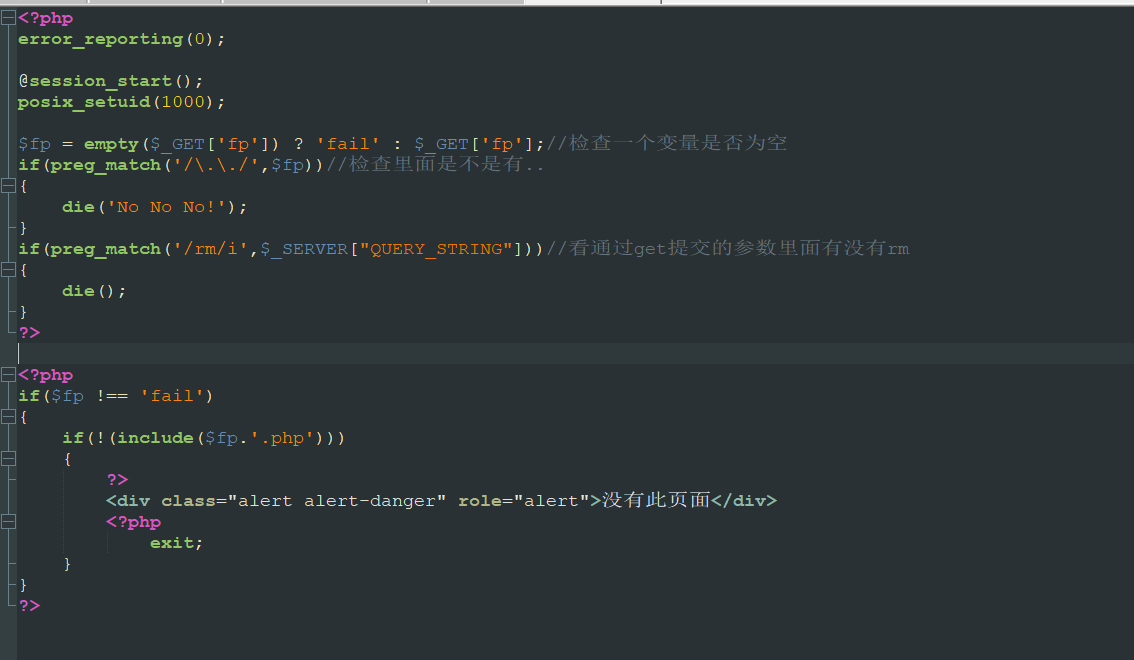 <?php
error_reporting(0);
@session_start();
posix_setuid(1000);
$fp = empty($_GET['fp']) ? 'fail' : $_GET['fp'];//检查一个变量是否为空
if(preg_match('/\.\./',$fp))//检查里面是不是有..
{
die('No No No!');
}
if(preg_match('/rm/i',$_SERVER["QUERY_STRING"]))//看通过get提交的参数里面有没有rm
{
die();
}
?>
<?php
if($fp !== 'fail')
{
if(!(include($fp.'.php')))
{
?>
<div class="alert alert-danger" role="alert">没有此页面</div>
<?php
exit;
}
}
?>